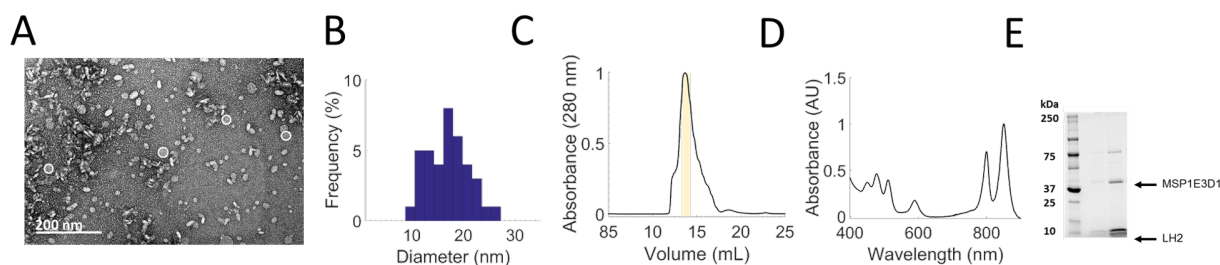 A
200 nm
B
Frequency (%)
10
5
0
10 20 30
Diameter (nm)
C
Absorbance (280 nm)
1
0.5
0
85 10 15 20 25
Volume (mL)
D
Absorbance (AU)
1.5
1
0.5
0
400 600 800
Wavelength (nm)
E
kDa
250
75
37
25
10
MSP1E3D1
LH2